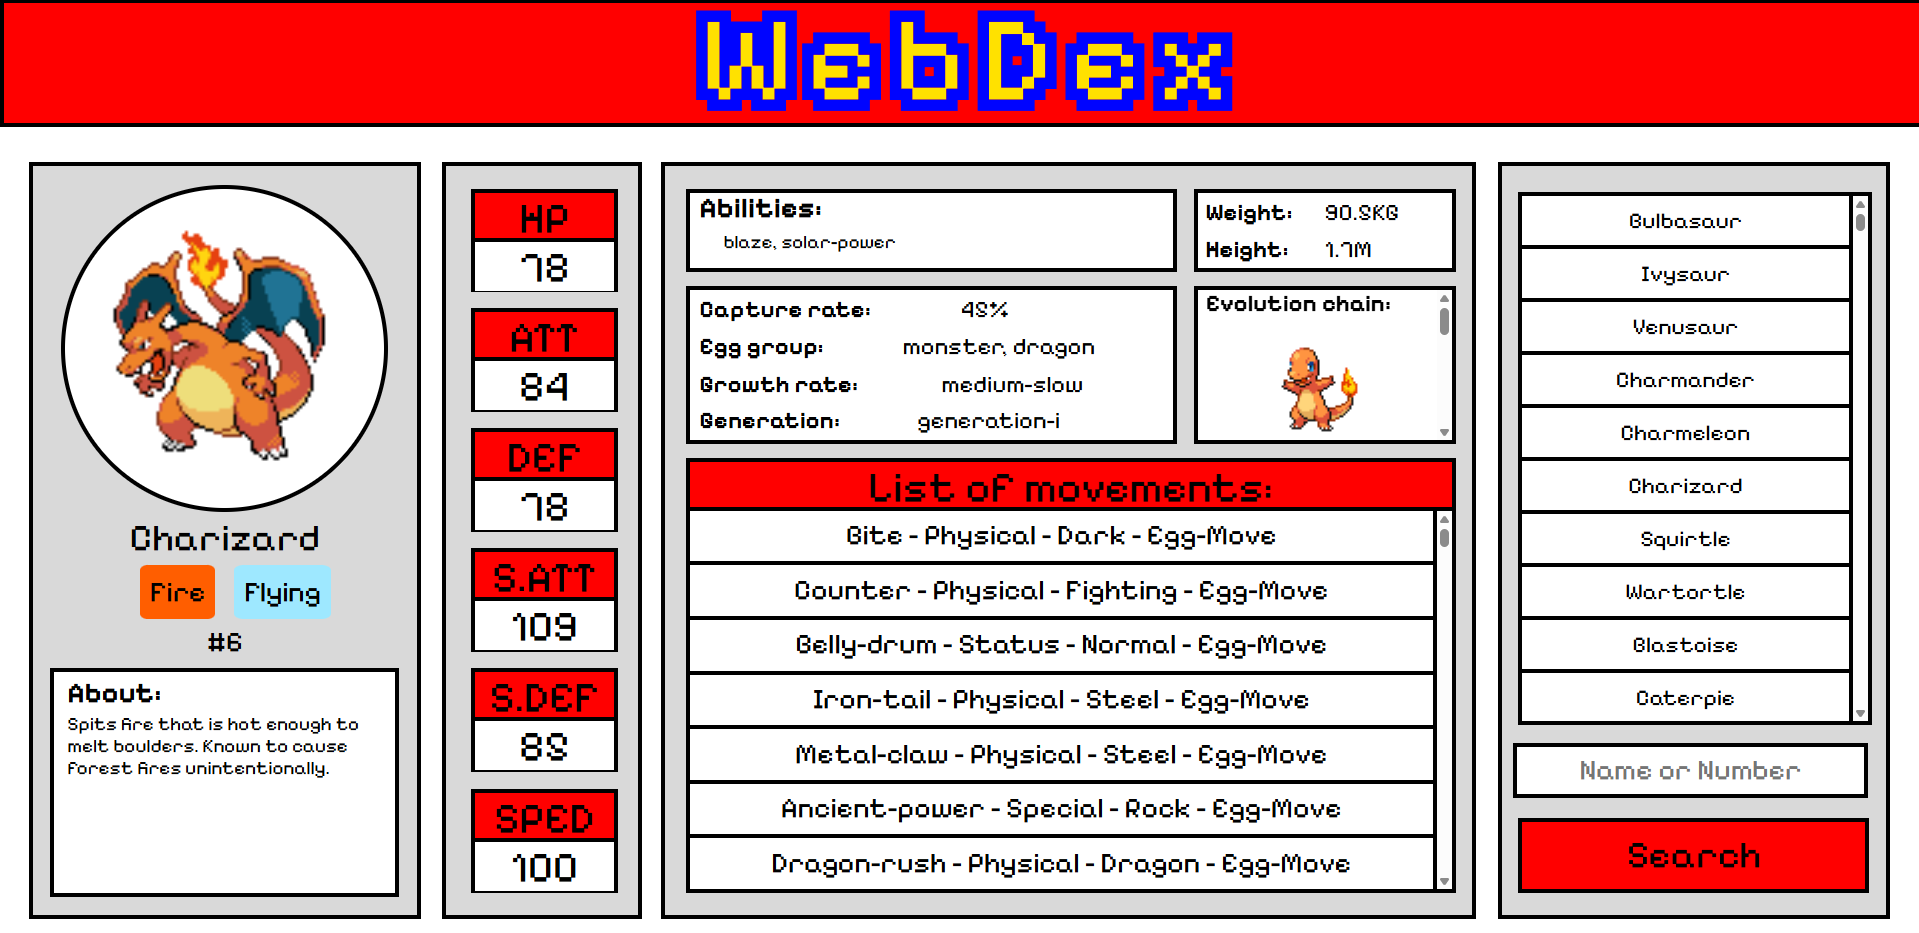 WebDex
Charizard
Fire Flying
#6
About:
Spits fire that is hot enough to
melt boulders. Known to cause
forest fires unintentionally.
HP
78
ATT
84
DEF
78
S.ATT
109
S.DEF
85
SPED
100
Abilities:
blaze, solar-power
Weight: 90.5KG
Height: 1.7M
Capture rate: 45%
Egg group: monster, dragon
Growth rate: medium-slow
Generation: generation-i
Evolution chain:
List of movements:
Bite - Physical - Dark - Egg-Move
Counter - Physical - Fighting - Egg-Move
Belly-drum - Status - Normal - Egg-Move
Iron-tail - Physical - Steel - Egg-Move
Metal-claw - Physical - Steel - Egg-Move
Ancient-power - Special - Rock - Egg-Move
Dragon-rush - Physical - Dragon - Egg-Move
Bulbasaur
Ivysaur
Venusaur
Charmander
Charmeleon
Charizard
Squirtle
Wartortle
Blastoise
Caterpie
Name or Number
Search